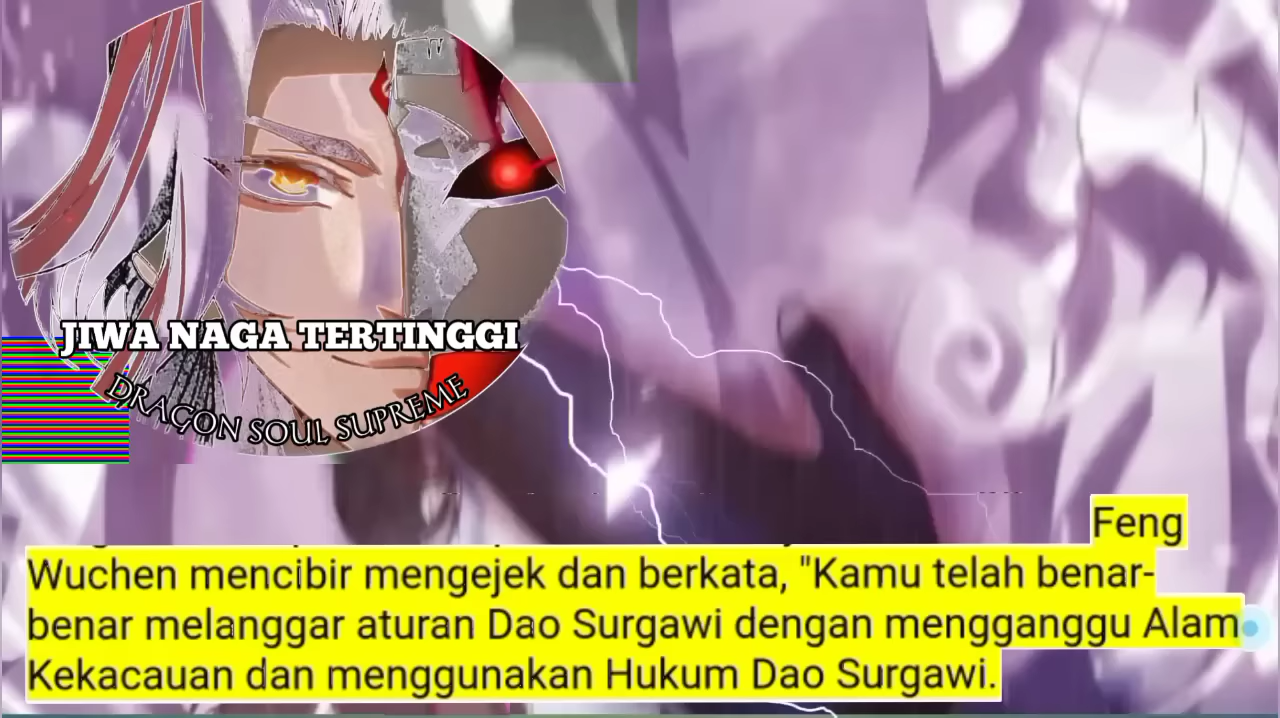 JIWA NAGA TERTINGGI
DRAGON SOUL SUPREME
Feng
Wuchen mencibir mengejek dan berkata, "Kamu telah benar-
benar melanggar aturan Dao Surgawi dengan mengganggu Alam
Kekacauan dan menggunakan Hukum Dao Surgawi.